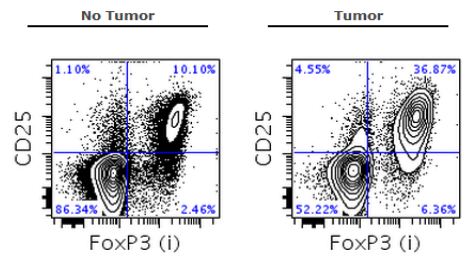 No Tumor
Tumor
1.10% 10.10%
4.55% 36.87%
CD25
CD25
86.34% 2.46%
52.22% 6.36%
FoxP3 (i)
FoxP3 (i)